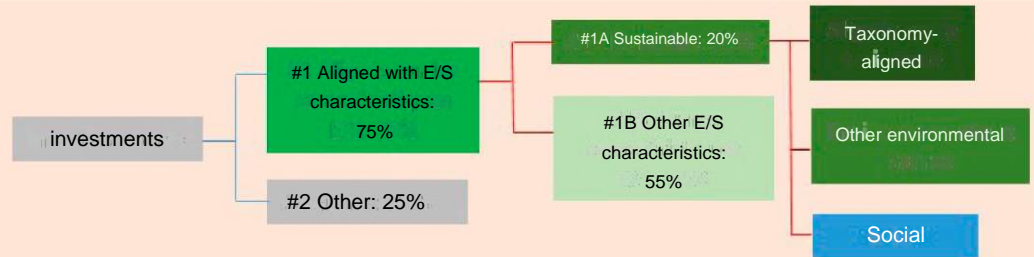 investments
#1 Aligned with E/S
characteristics:
75%
#2 Other: 25%
#1A Sustainable: 20%
#1B Other E/S
characteristics:
55%
Taxonomy-
aligned
Other environmental
Social